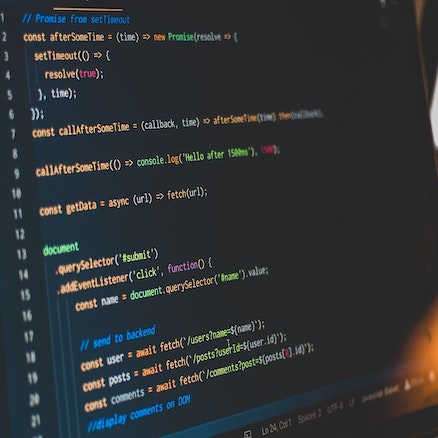 1 // Promise from setTimeout
2 const afterSomeTime = (time) => new Promise(resolve => {
3 setTimeout(() => {
4 resolve(true);
5 }, time);
6 });
7 const callAfterSomeTime = (callback, time) => afterSomeTime(time).then(callback);
8
9 callAfterSomeTime(() => console.log('Hello after 1500ms'), 1500);
10
11 const getData = async (url) => fetch(url);
12
13 document
14 .querySelector('#submit')
15 .addEventListener('click', function() {
16 const name = document.querySelector('#name').value;
17
18 // send to backend
19 const user = await fetch(`/users?name=${name}`);
20 const posts = await fetch(`/posts?userId=${user.id}`);
21 const comments = await fetch(`/comments?post=${posts[0].id}`);
//display comments on DOM
Ln 24, Col 1 Spaces: 2 UTF-8 LF JavaScript (Babel)